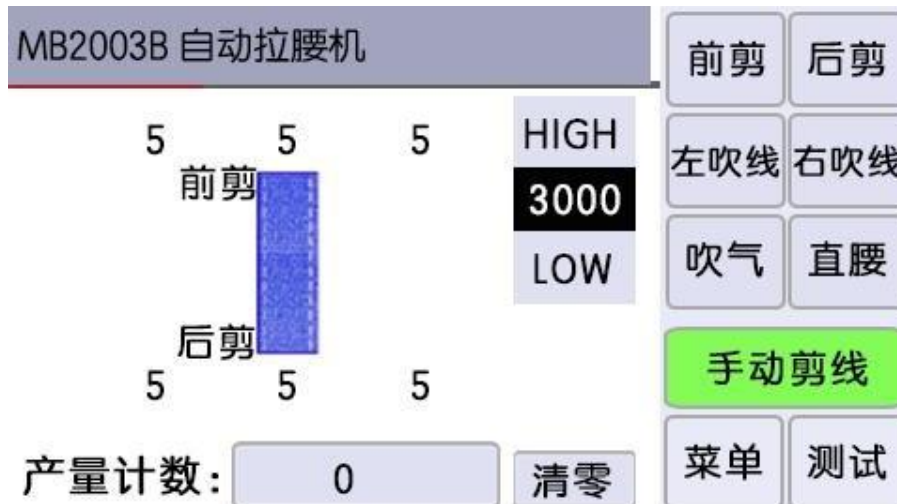 MB2003B 自动拉腰机
前剪 后剪
5 5 5
HIGH
前剪
3000
左吹线 右吹线
LOW
吹气 直腰
后剪
5 5 5
手动剪线
产量计数: 0 清零
菜单 测试